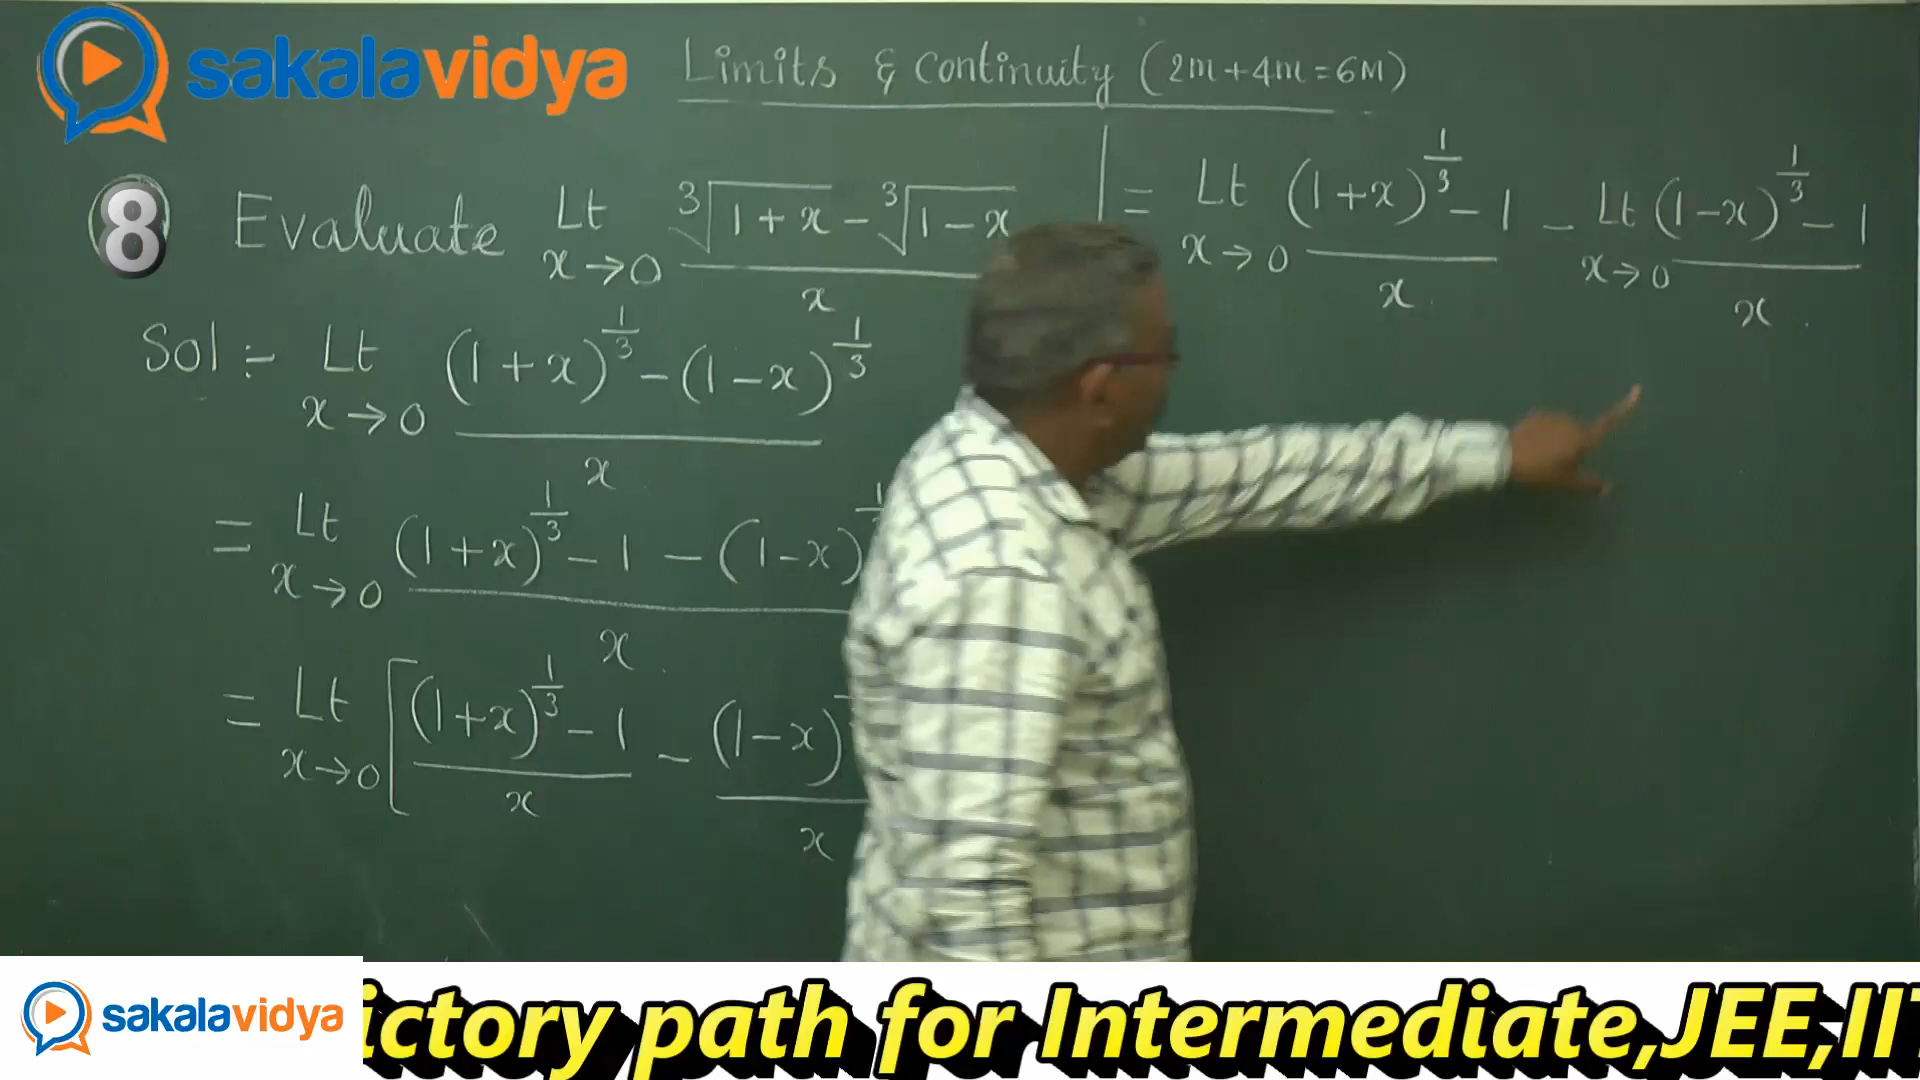 sakalavidya
Limits & Continuity (2m+4m=6M)
8 Evaluate Lt x→0 ∛(1+x) − ∛(1−x) / x
Sol :- Lt x→0 (1+x)^1/3 − (1−x)^1/3 / x
= Lt x→0 (1+x)^1/3 − 1 − (1−x) / x
= Lt x→0 [ (1+x)^1/3 − 1 / x − (1−x) / x
= Lt x→0 (1+x)^1/3 − 1 / x − Lt x→0 (1−x)^1/3 − 1 / x
sakalavidya
ictory path for Intermediate,JEE,II